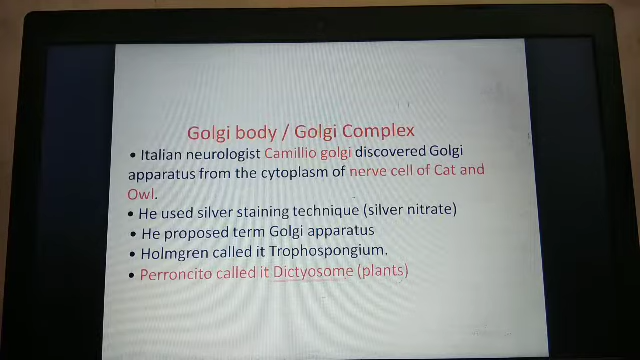 Golgi body / Golgi Complex
• Italian neurologist Camillio golgi discovered Golgi
apparatus from the cytoplasm of nerve cell of Cat and
Owl.
• He used silver staining technique (silver nitrate)
• He proposed term Golgi apparatus
• Holmgren called it Trophospongium.
• Perroncito called it Dictyosome (plants)